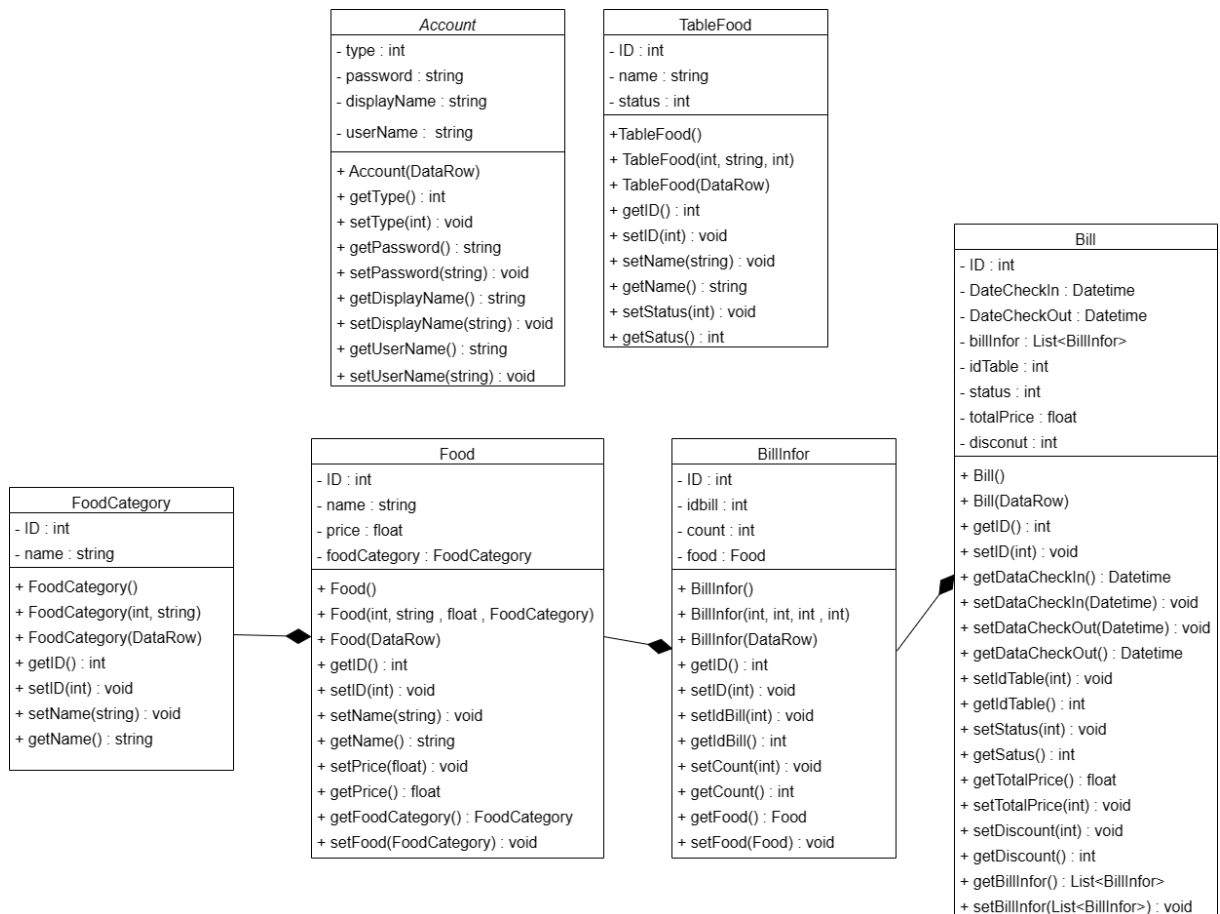 Account
- type : int
- password : string
- displayName : string
- userName : string
+ Account(DataRow)
+ getType() : int
+ setType(int) : void
+ getPassword() : string
+ setPassword(string) : void
+ getDisplayName() : string
+ setDisplayName(string) : void
+ getUserName() : string
+ setUserName(string) : void
TableFood
- ID : int
- name : string
- status : int
+TableFood()
+ TableFood(int, string, int)
+ TableFood(DataRow)
+ getID() : int
+ setID(int) : void
+ setName(string) : void
+ getName() : string
+ setStatus(int) : void
+ getSatus() : int
FoodCategory
- ID : int
- name : string
+ FoodCategory()
+ FoodCategory(int, string)
+ FoodCategory(DataRow)
+ getID() : int
+ setID(int) : void
+ setName(string) : void
+ getName() : string
Food
- ID : int
- name : string
- price : float
- foodCategory : FoodCategory
+ Food()
+ Food(int, string , float , FoodCategory)
+ Food(DataRow)
+ getID() : int
+ setID(int) : void
+ setName(string) : void
+ getName() : string
+ setPrice(float) : void
+ getPrice() : float
+ getFoodCategory() : FoodCategory
+ setFood(FoodCategory) : void
BillInfor
- ID : int
- idbill : int
- count : int
- food : Food
+ BillInfor()
+ BillInfor(int, int, int , int)
+ BillInfor(DataRow)
+ getID() : int
+ setID(int) : void
+ setIdBill(int) : void
+ getIdBill() : int
+ setCount(int) : void
+ getCount() : int
+ getFood() : Food
+ setFood(Food) : void
Bill
- ID : int
- DateCheckIn : Datetime
- DateCheckOut : Datetime
- billInfor : List<BillInfor>
- idTable : int
- status : int
- totalPrice : float
- disconut : int
+ Bill()
+ Bill(DataRow)
+ getID() : int
+ setID(int) : void
+ getDataCheckIn() : Datetime
+ setDataCheckIn(Datetime) : void
+ setDataCheckOut(Datetime) : void
+ getDataCheckOut() : Datetime
+ setIdTable(int) : void
+ getIdTable() : int
+ setStatus(int) : void
+ getSatus() : int
+ getTotalPrice() : float
+ setTotalPrice(int) : void
+ setDiscount(int) : void
+ getDiscount() : int
+ getBillInfor() : List<BillInfor>
+ setBillInfor(List<BillInfor>) : void